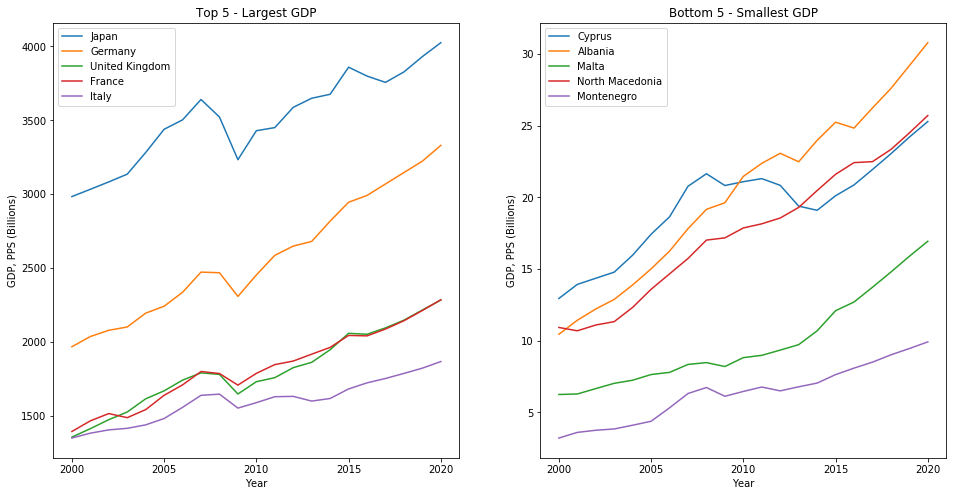 Top 5 - Largest GDP
Japan
Germany
United Kingdom
France
Italy
GDP, PPS (Billions)
4000
3500
3000
2500
2000
1500
2000
2005
2010
2015
2020
Year
Bottom 5 - Smallest GDP
Cyprus
Albania
Malta
North Macedonia
Montenegro
GDP, PPS (Billions)
30
25
20
15
10
5
2000
2005
2010
2015
2020
Year